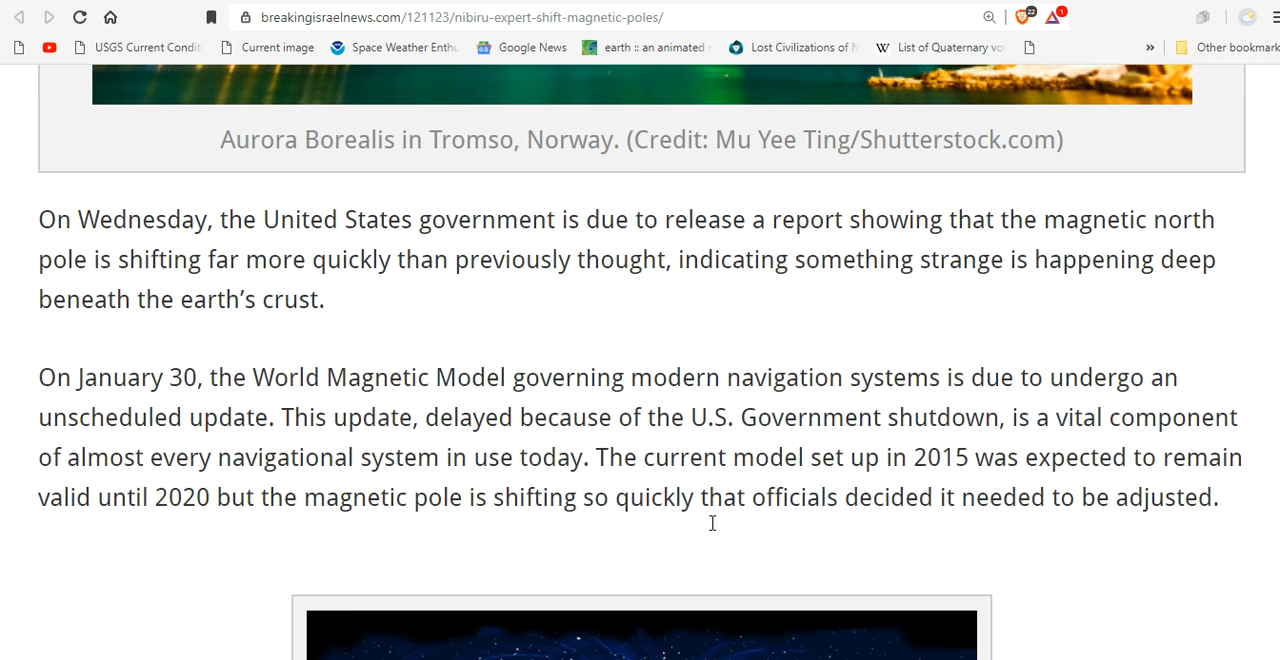 breakingisraelnews.com/121123/nibiru-expert-shift-magnetic-poles/
22
1
USGS Current Condit
Current image
Space Weather Enthu
Google News
earth :: an animated
Lost Civilizations of
List of Quaternary vo
»
Other bookmark
Aurora Borealis in Tromso, Norway. (Credit: Mu Yee Ting/Shutterstock.com)
On Wednesday, the United States government is due to release a report showing that the magnetic north
pole is shifting far more quickly than previously thought, indicating something strange is happening deep
beneath the earth’s crust.
On January 30, the World Magnetic Model governing modern navigation systems is due to undergo an
unscheduled update. This update, delayed because of the U.S. Government shutdown, is a vital component
of almost every navigational system in use today. The current model set up in 2015 was expected to remain
valid until 2020 but the magnetic pole is shifting so quickly that officials decided it needed to be adjusted.